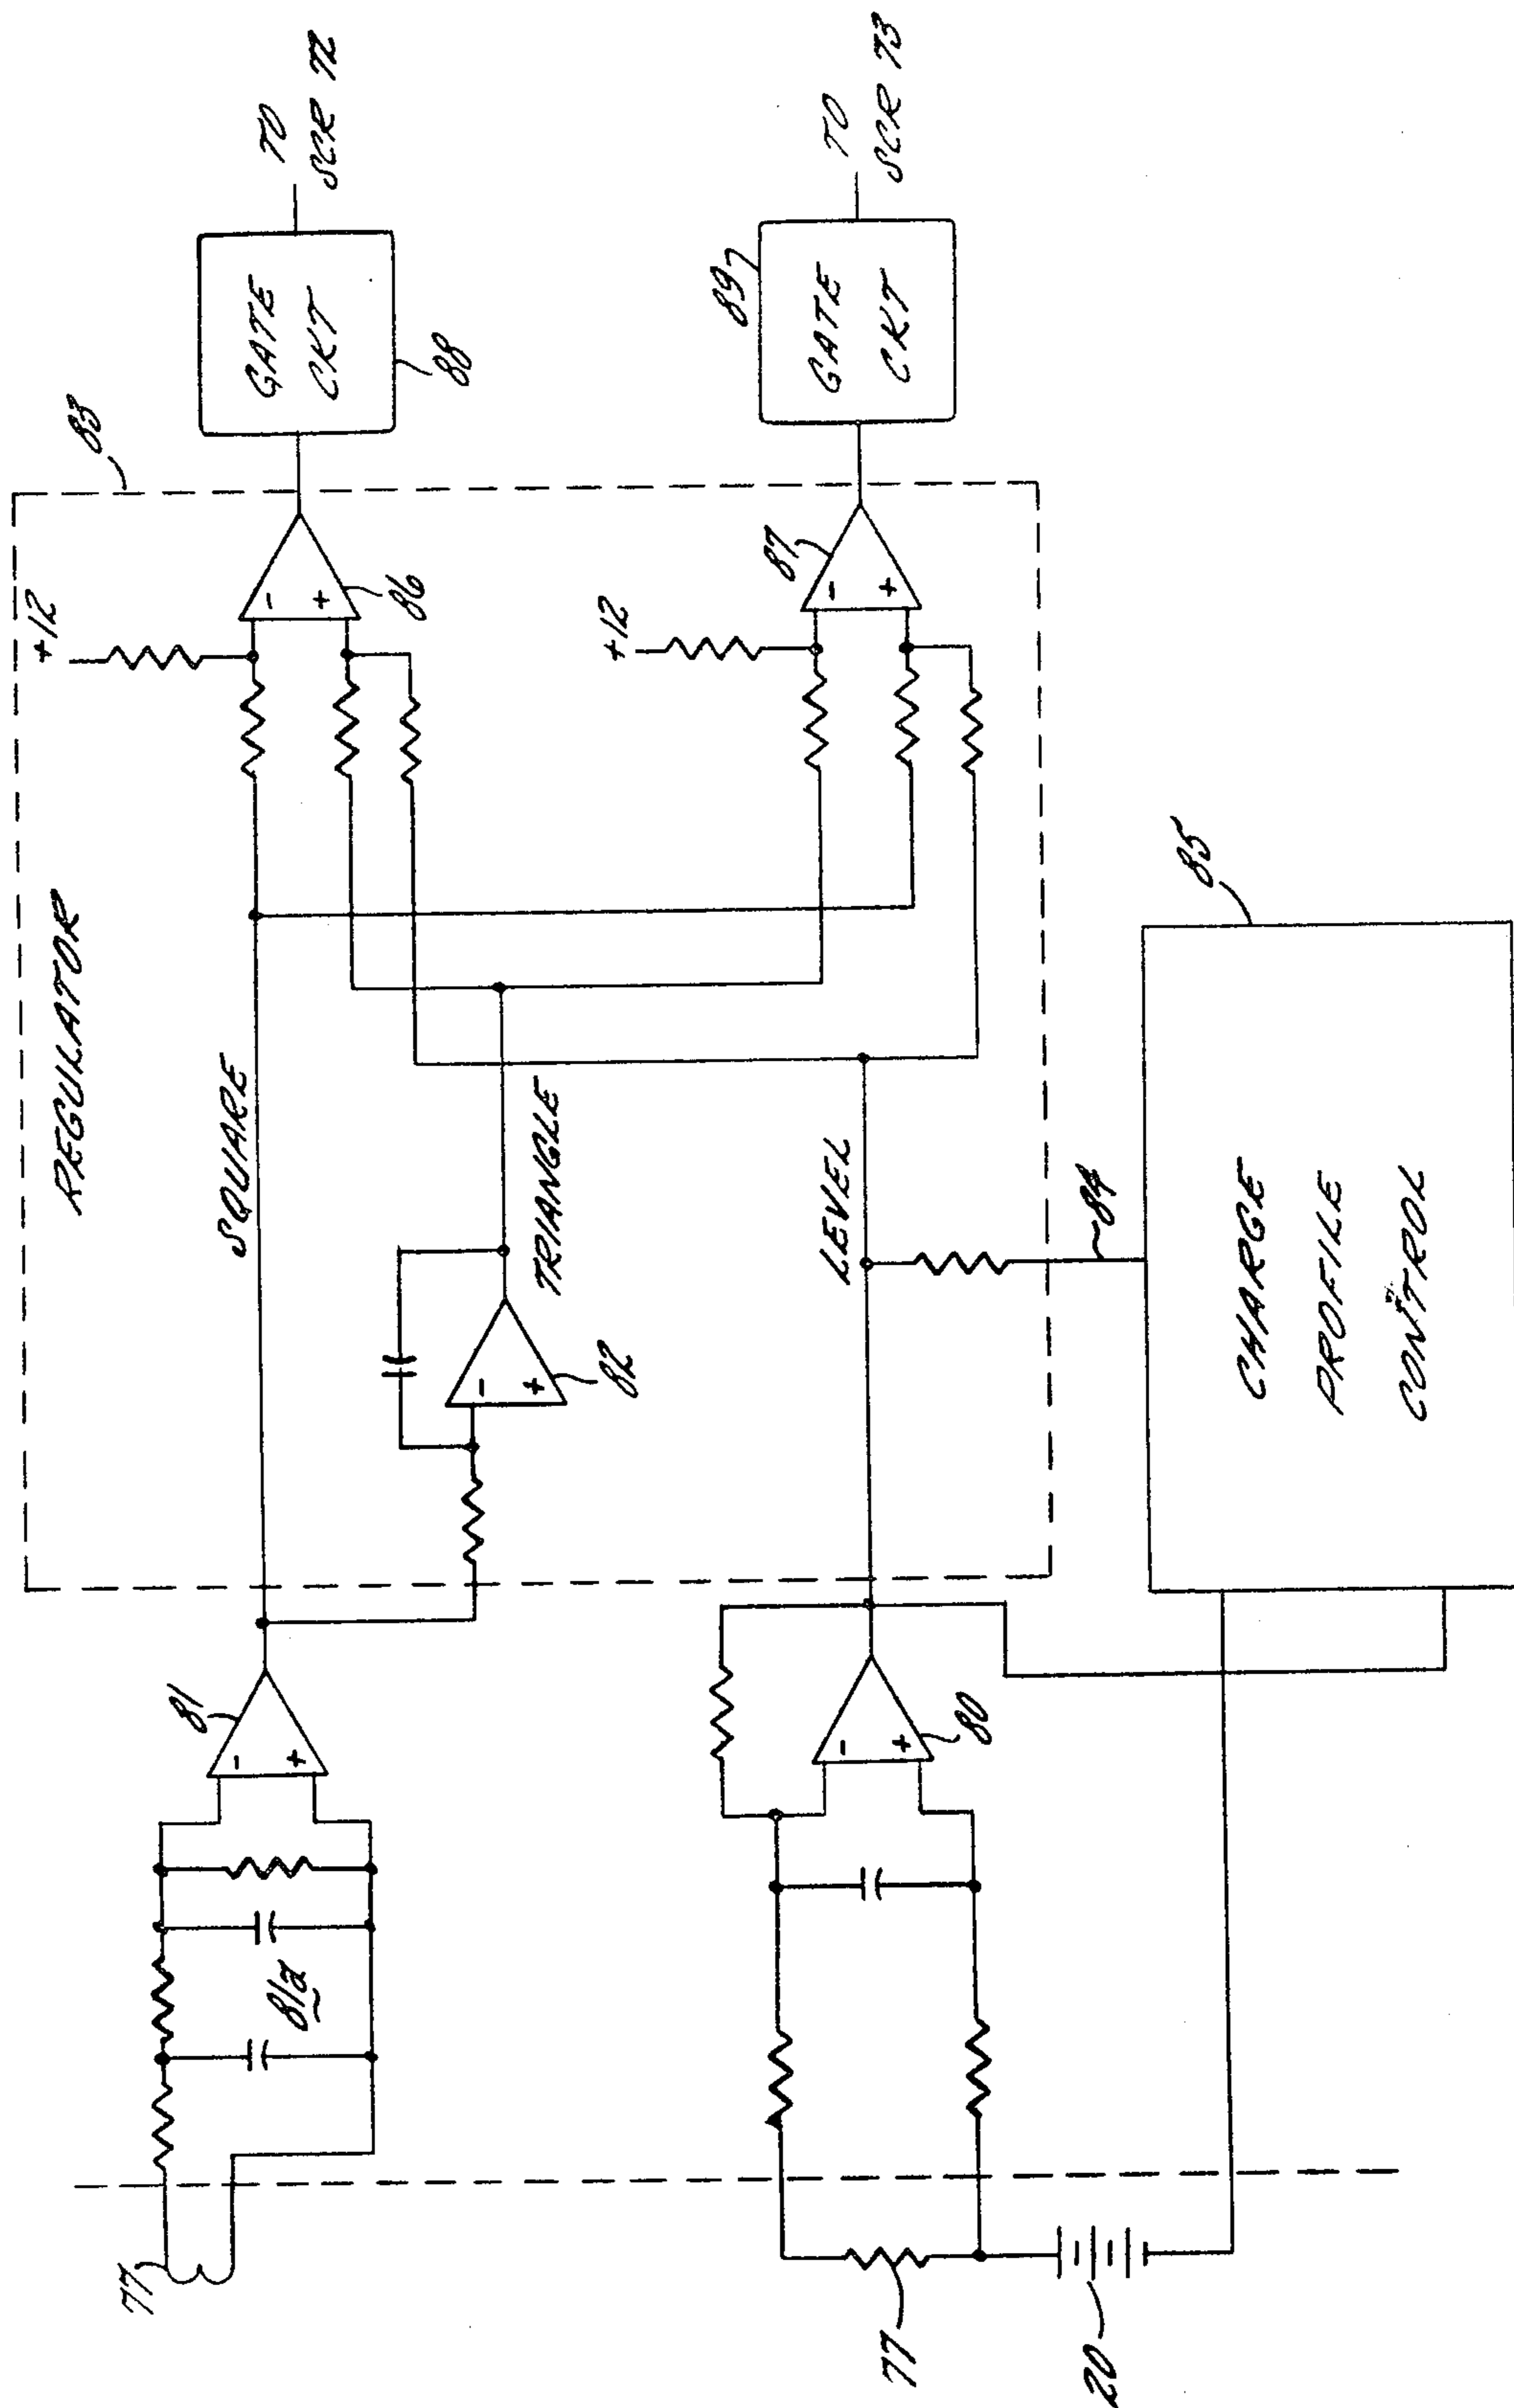 REGULATOR
83
+12
SQUARE
-
+
86
GATE
CKT
88
TO
SCR 72
81
-
+
81a
77
-
+
82
TRIANGLE
+12
-
+
87
GATE
CKT
89
TO
SCR 73
LEVEL
-
+
80
77
20
84
85
CHARGE
PROFILE
CONTROL